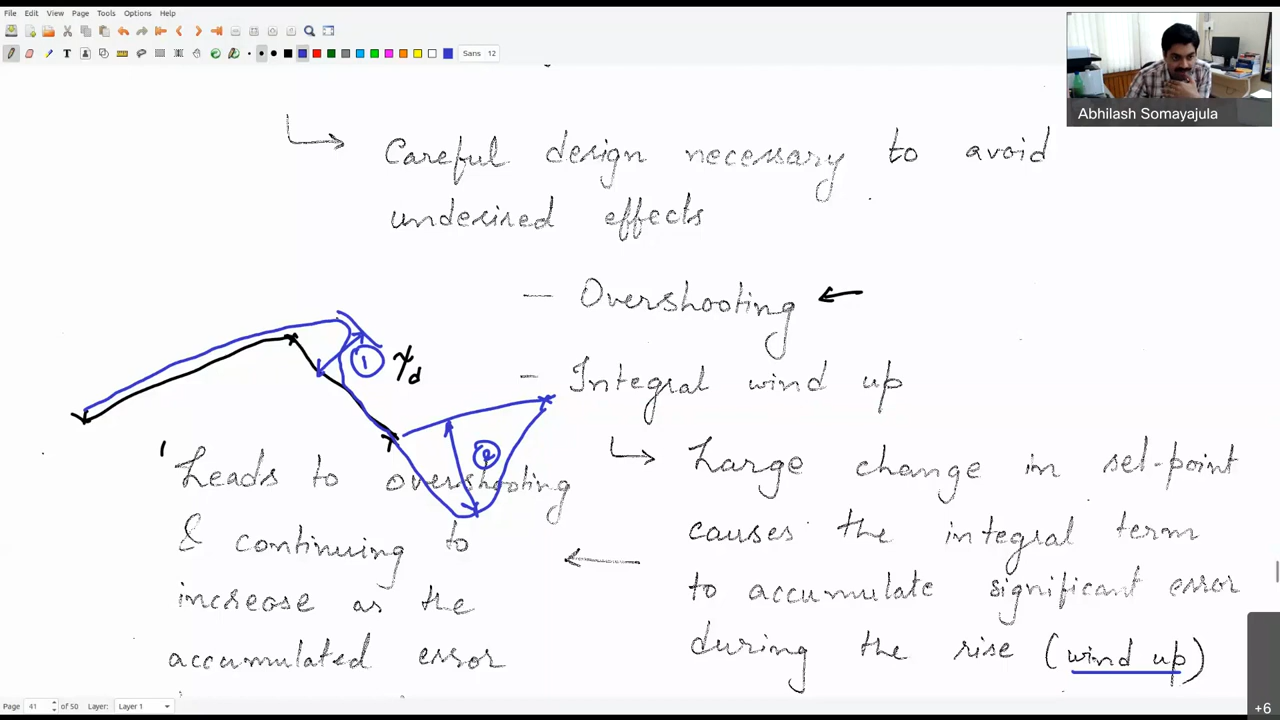 File Edit View Page Tools Options Help
Sans 12
Abhilash Somayajula
Careful design necessary to avoid
undesired effects
— Overshooting
- Integral wind up
1
ψd
2
Large change in set-point
causes the integral term
to accumulate significant error
during the rise (wind up)
Leads to overshooting
& continuing to
increase as the
accumulated error
Page 41 of 50 Layer: Layer 1
+6